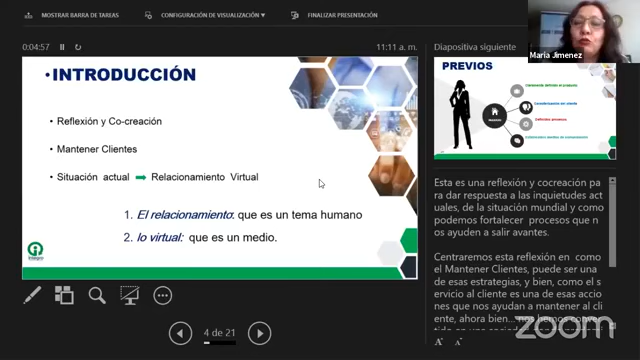 MOSTRAR BARRA DE TAREAS
CONFIGURACIÓN DE VISUALIZACIÓN ▾
FINALIZAR PRESENTACIÓN
María Jimenez
0:04:57
11:11 a. m.
Diapositiva siguiente
• INTRODUCCIÓN
• Reflexión y Co-creación
• Mantener Clientes
• Situación actual ➡ Relacionamiento Virtual
1. El relacionamiento: que es un tema humano
2. lo virtual: que es un medio.
4 de 21
PREVIOS
Esta es una reflexión y cocreación pa
ra dar respuesta a las inquietudes act
uales, de la situación mundial y como
podemos fortalecer procesos que n
os ayuden a salir avantes.
Centraremos esta reflexión en com
el Mantener Clientes, puede ser una
de esas estrategias, y bien, como el s
ervicio al cliente es una de esas acci
ones que nos ayudan a mantener al cli
ente, ahora bien... nos hemos conve
zoom
A A